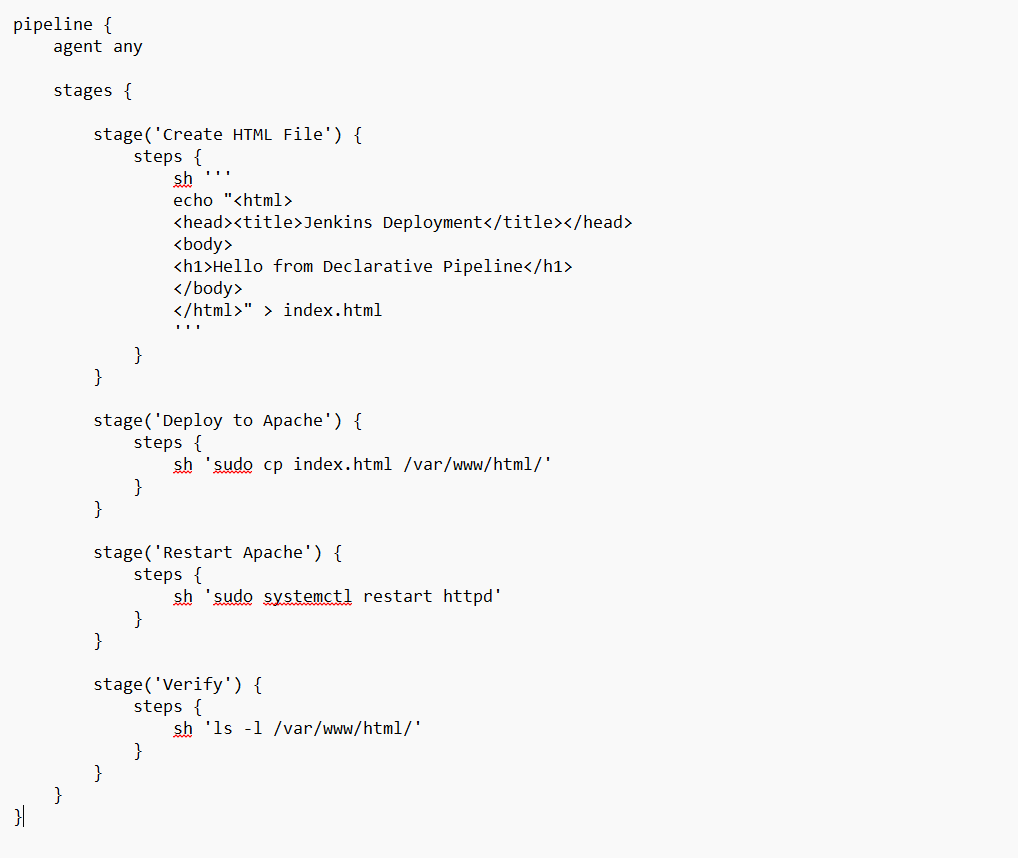 pipeline {
    agent any

    stages {

        stage('Create HTML File') {
            steps {
                sh '''
                echo "<html>
                <head><title>Jenkins Deployment</title></head>
                <body>
                <h1>Hello from Declarative Pipeline</h1>
                </body>
                </html>" > index.html
                '''
            }
        }

        stage('Deploy to Apache') {
            steps {
                sh 'sudo cp index.html /var/www/html/'
            }
        }

        stage('Restart Apache') {
            steps {
                sh 'sudo systemctl restart httpd'
            }
        }

        stage('Verify') {
            steps {
                sh 'ls -l /var/www/html/'
            }
        }
    }
}